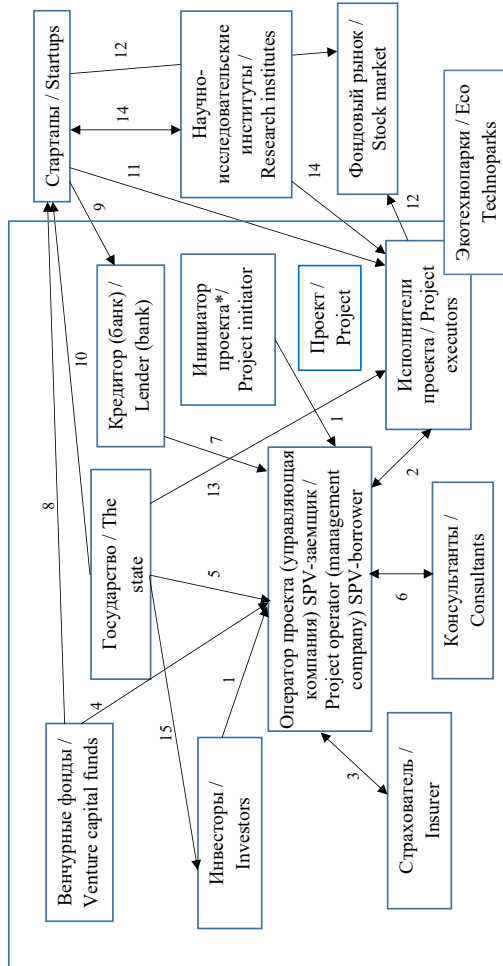 Стартапы / Startups
12
14
Научно-
исследовательские
институты /
Research institutes
14
Фондовый рынок /
Stock market
11
12
9
10
8
Кредитор (банк) /
Lender (bank)
Инициатор
проекта*/
Project initiator
Проект /
Project
Исполнители
проекта / Project
executors
Экотехнопарки / Eco
Technoparks
Государство / The
state
7
13
1
2
5
Оператор проекта (управляющая
компания) SPV-заемщик /
Project operator (management
company) SPV-borrower
6
Консультанты /
Consultants
Венчурные фонды /
Venture capital funds
4
15
1
Инвесторы /
Investors
3
Страхователь /
Insurer